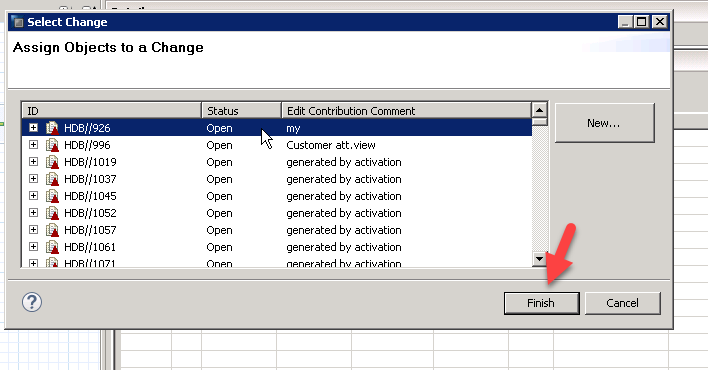 Select Change
Assign Objects to a Change
ID Status Edit Contribution Comment
HDB//926 Open my
HDB//996 Open Customer att.view
HDB//1019 Open generated by activation
HDB//1037 Open generated by activation
HDB//1045 Open generated by activation
HDB//1052 Open generated by activation
HDB//1057 Open generated by activation
HDB//1061 Open generated by activation
HDB//1071 Open generated by activation
New...
?
Finish Cancel